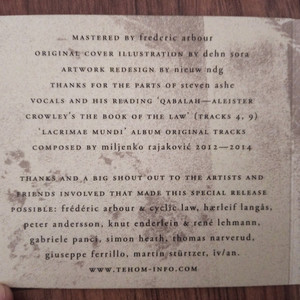 MASTERED BY frederic arbour
ORIGINAL COVER ILLUSTRATION BY dehn sora
ARTWORK REDESIGN BY nieuw ndg
THANKS FOR THE PARTS OF steven ashe
VOCALS AND HIS READING 'QABALAH—ALEISTER
CROWLEY'S THE BOOK OF THE LAW' (TRACKS 4, 9)
'LACRIMAE MUNDI' ALBUM ORIGINAL TRACKS
COMPOSED BY miljenko rajaković 2012—2014
THANKS AND A BIG SHOUT OUT TO THE ARTISTS AND
FRIENDS INVOLVED THAT MADE THIS SPECIAL RELEASE
POSSIBLE: frédéric arbour & cyclic law, hærleif langås,
peter andersson, knut enderlein & rené lehmann,
gabriele panci, simon heath, thomas narverud,
giuseppe ferrillo, martin stürtzer, iv/an.
WWW.TEHOM-INFO.COM